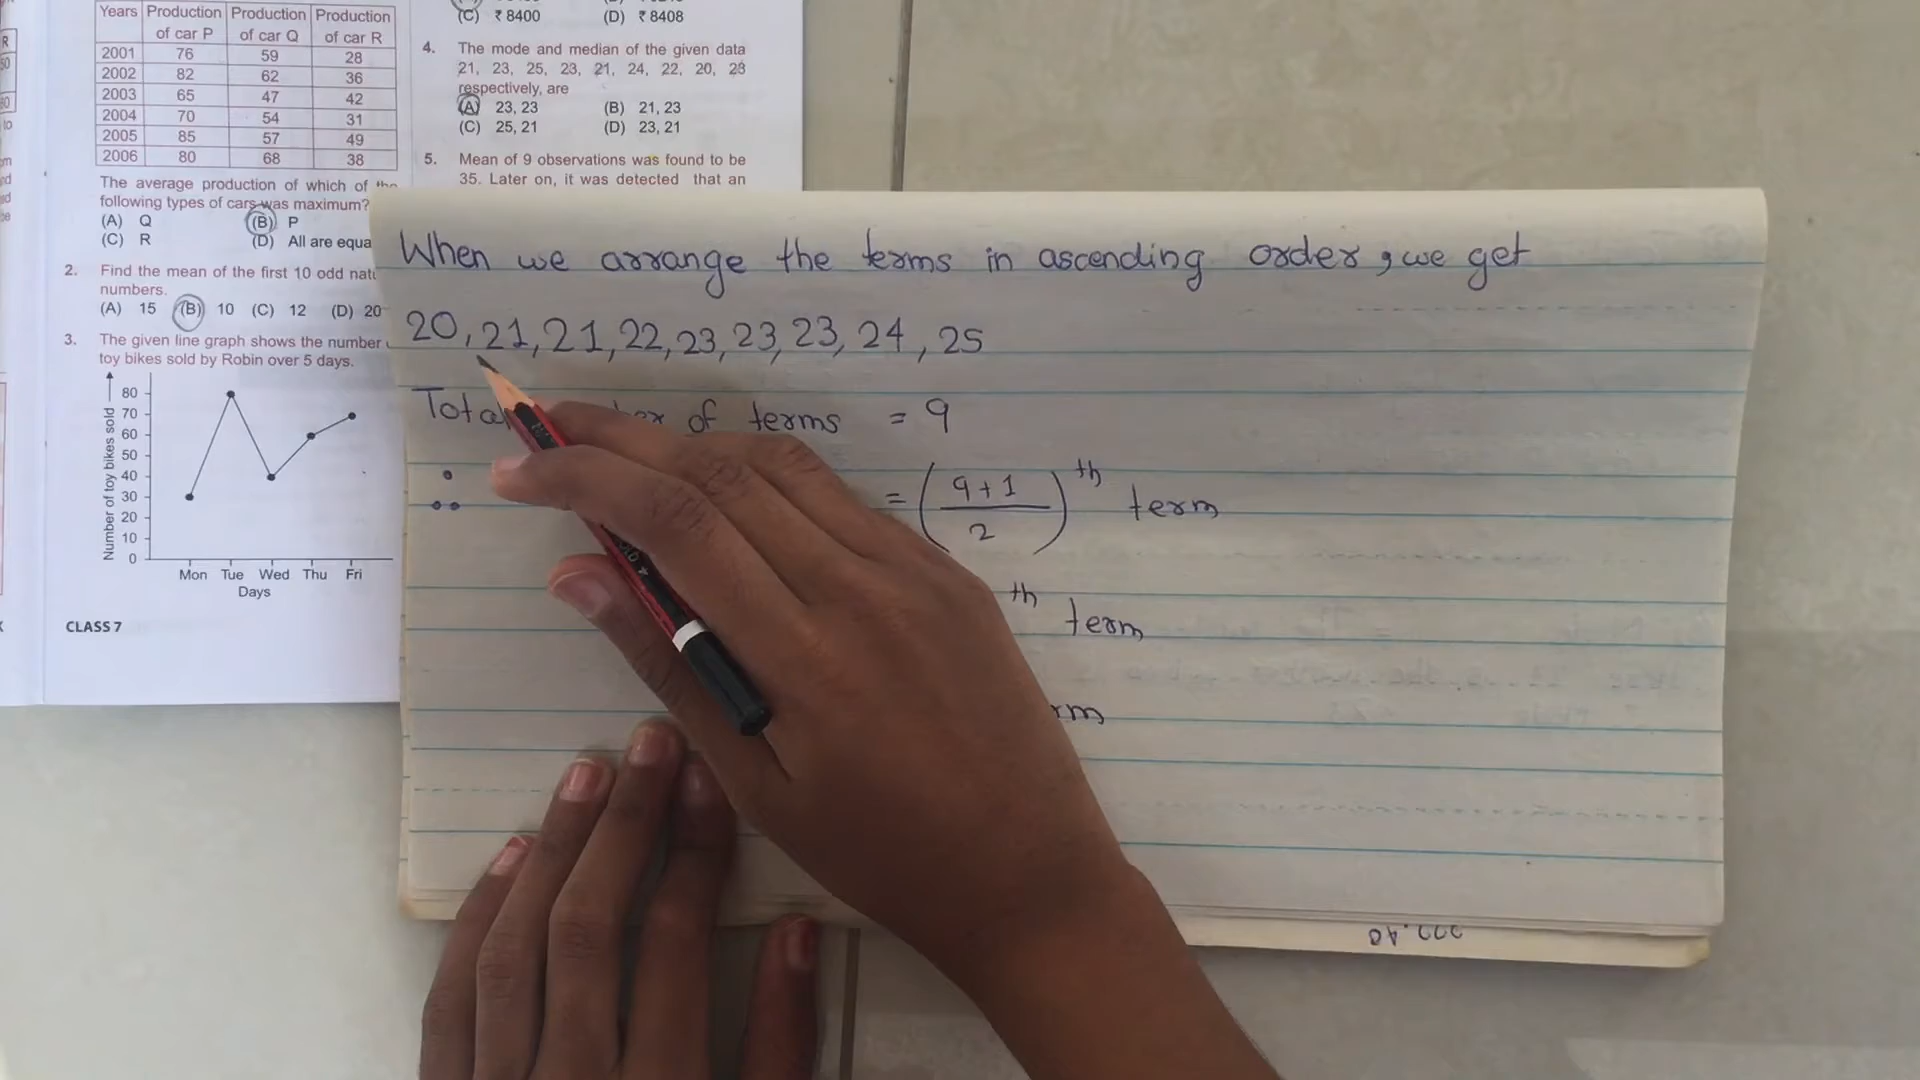 Years Production of car P Production of car Q Production of car R
2001 76 59 28
2002 82 62 36
2003 65 47 42
2004 70 54 31
2005 85 57 49
2006 80 68 38
The average production of which of
following types of cars was maximum?
(A) Q (B) P
(C) R (D) All are equa
2. Find the mean of the first 10 odd
numbers.
(A) 15 (B) 10 (C) 12 (D) 20
3. The given line graph shows the number
toy bikes sold by Robin over 5 days.
Number of toy bikes sold
80
70
60
50
40
30
20
10
0
Mon Tue Wed Thu Fri
Days
CLASS 7
(C) ₹ 8400 (D) ₹ 8408
4. The mode and median of the given data
21, 23, 25, 23, 21, 24, 22, 20, 23
respectively, are
(A) 23, 23 (B) 21, 23
(C) 25, 21 (D) 23, 21
5. Mean of 9 observations was found to be
35. Later on, it was detected that an
When we arrange the terms in ascending order, we get
20, 21, 21, 22, 23, 23, 23, 24, 25
of terms = 9
= (9+1/2)th term
th term